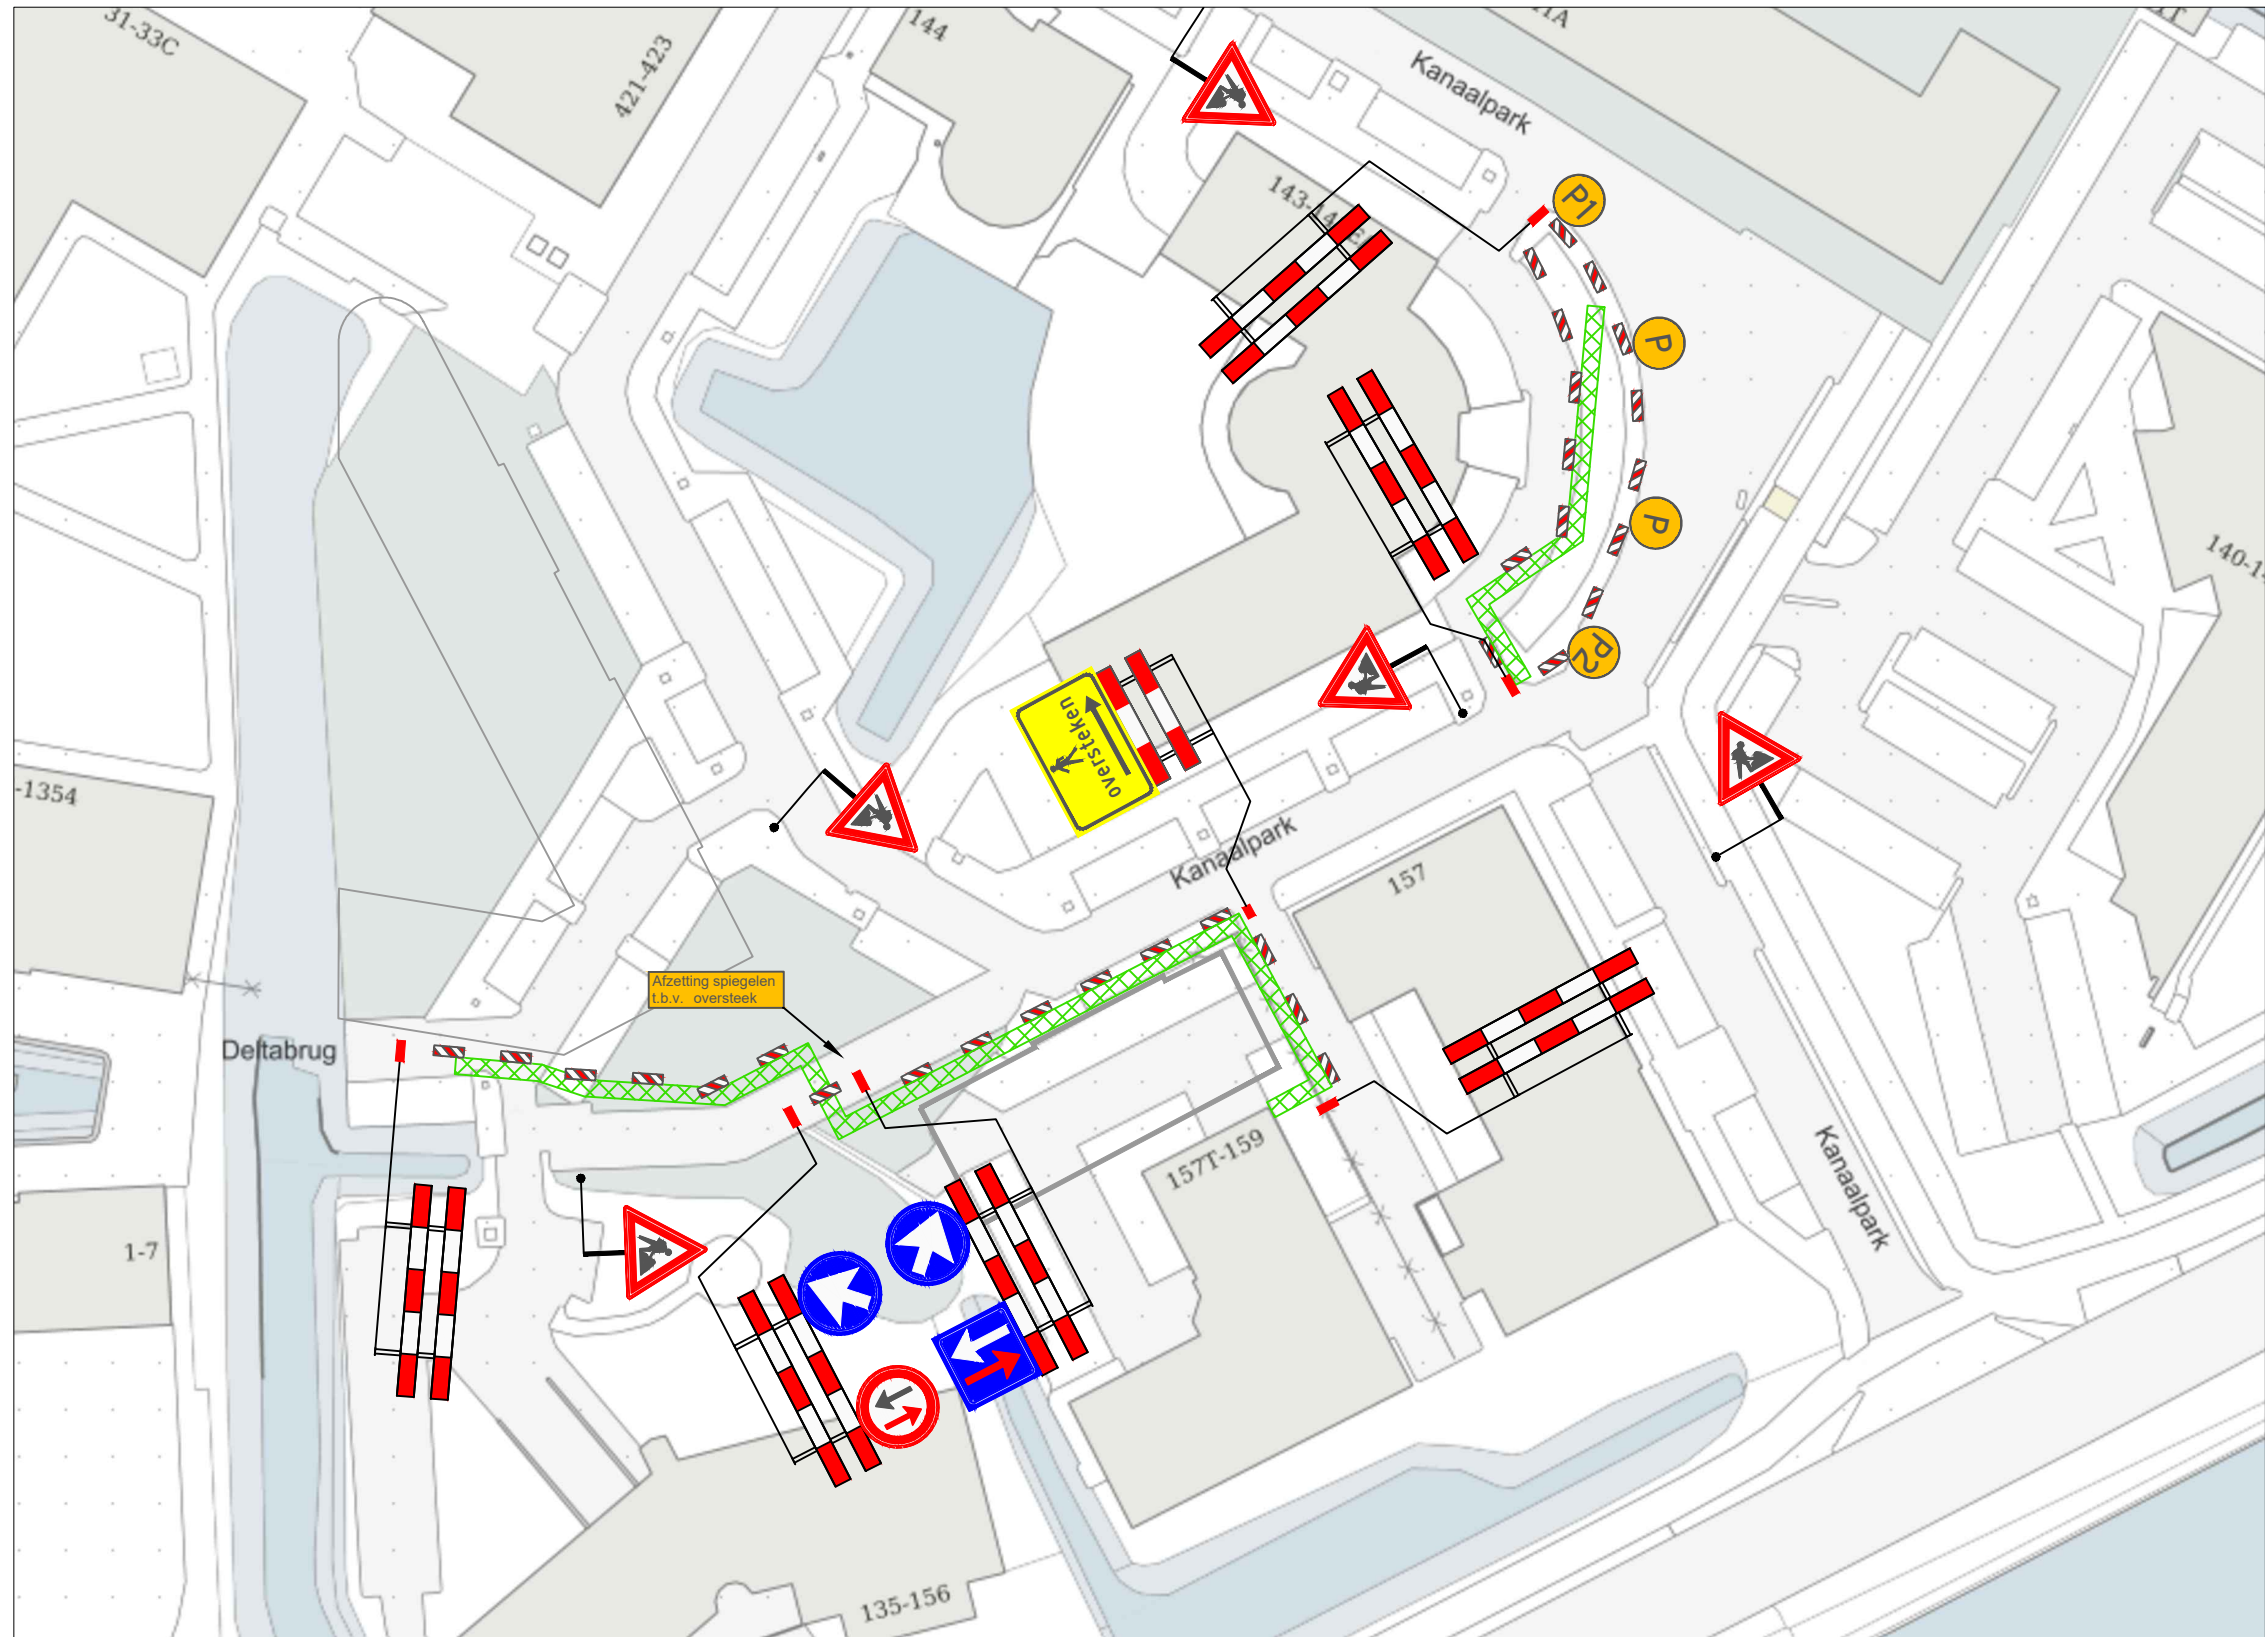 31-33C
421-423
144
Kanaalpark
143-14
P1
P
P
P2
140-1
oversteken
-1354
Kanaalpark
157
Afzetting spiegelen
t.b.v. oversteek
Deltabrug
157T-159
Kanaalpark
1-7
135-156